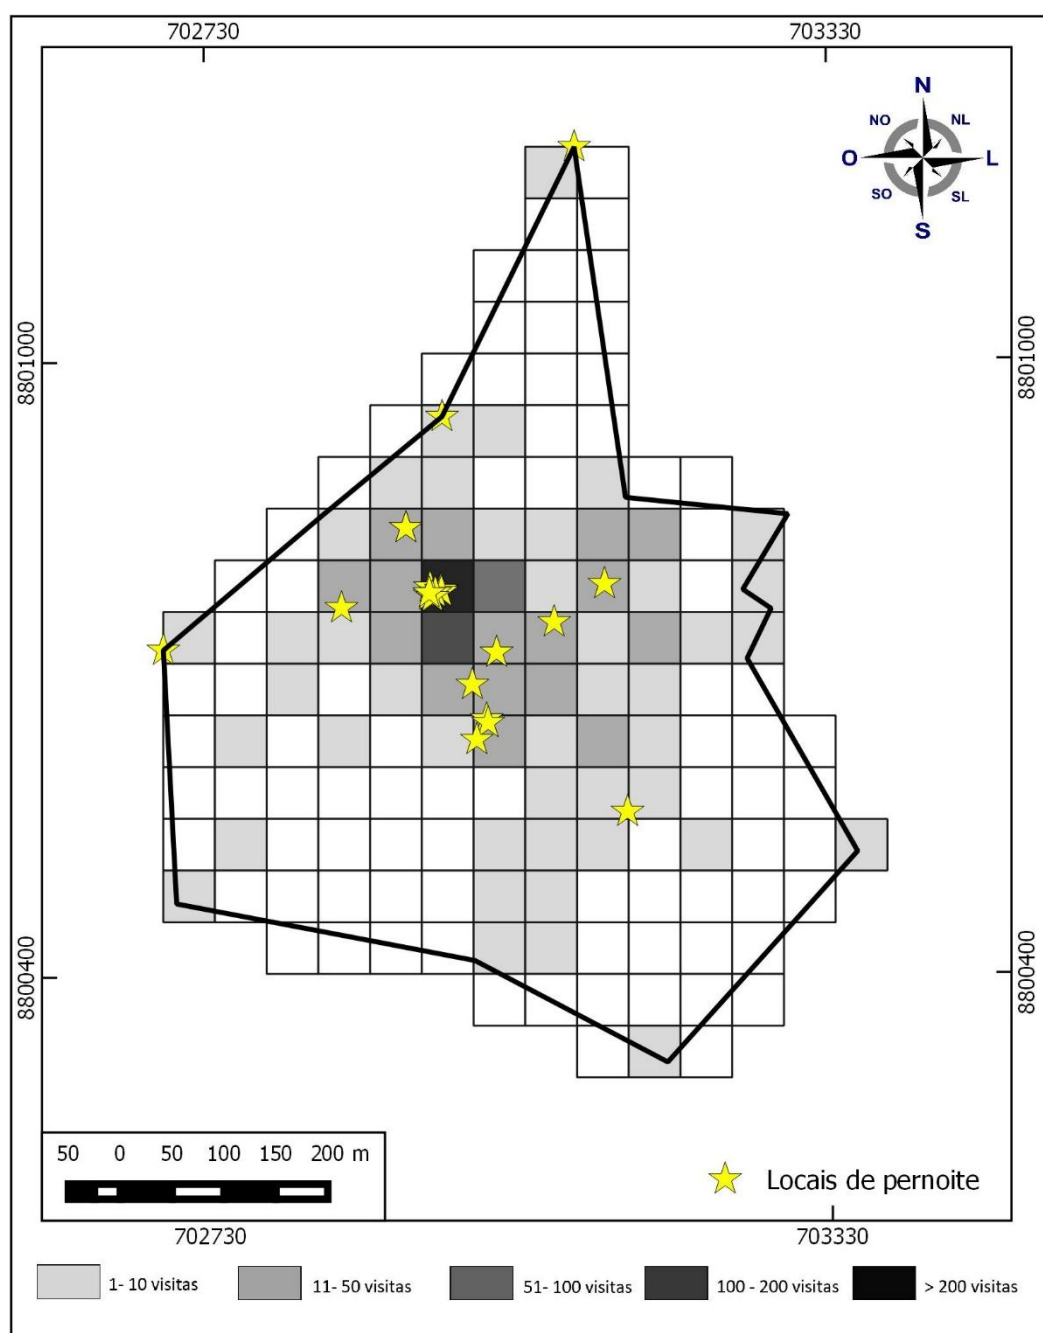 702730 703330
N
NO NL
O L
SO SL
S
8801000 8801000
8800400 8800400
50 0 50 100 150 200 m
Locais de pernoite
702730 703330
1- 10 visitas 11- 50 visitas 51- 100 visitas 100 - 200 visitas > 200 visitas